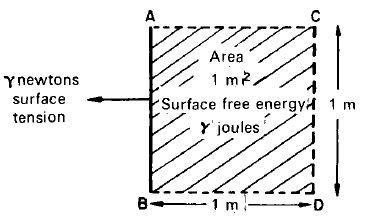 A
C
Area
1 m²
γ newtons
surface
tension
Surface free energy
1 m
γ joules
B
1 m
D